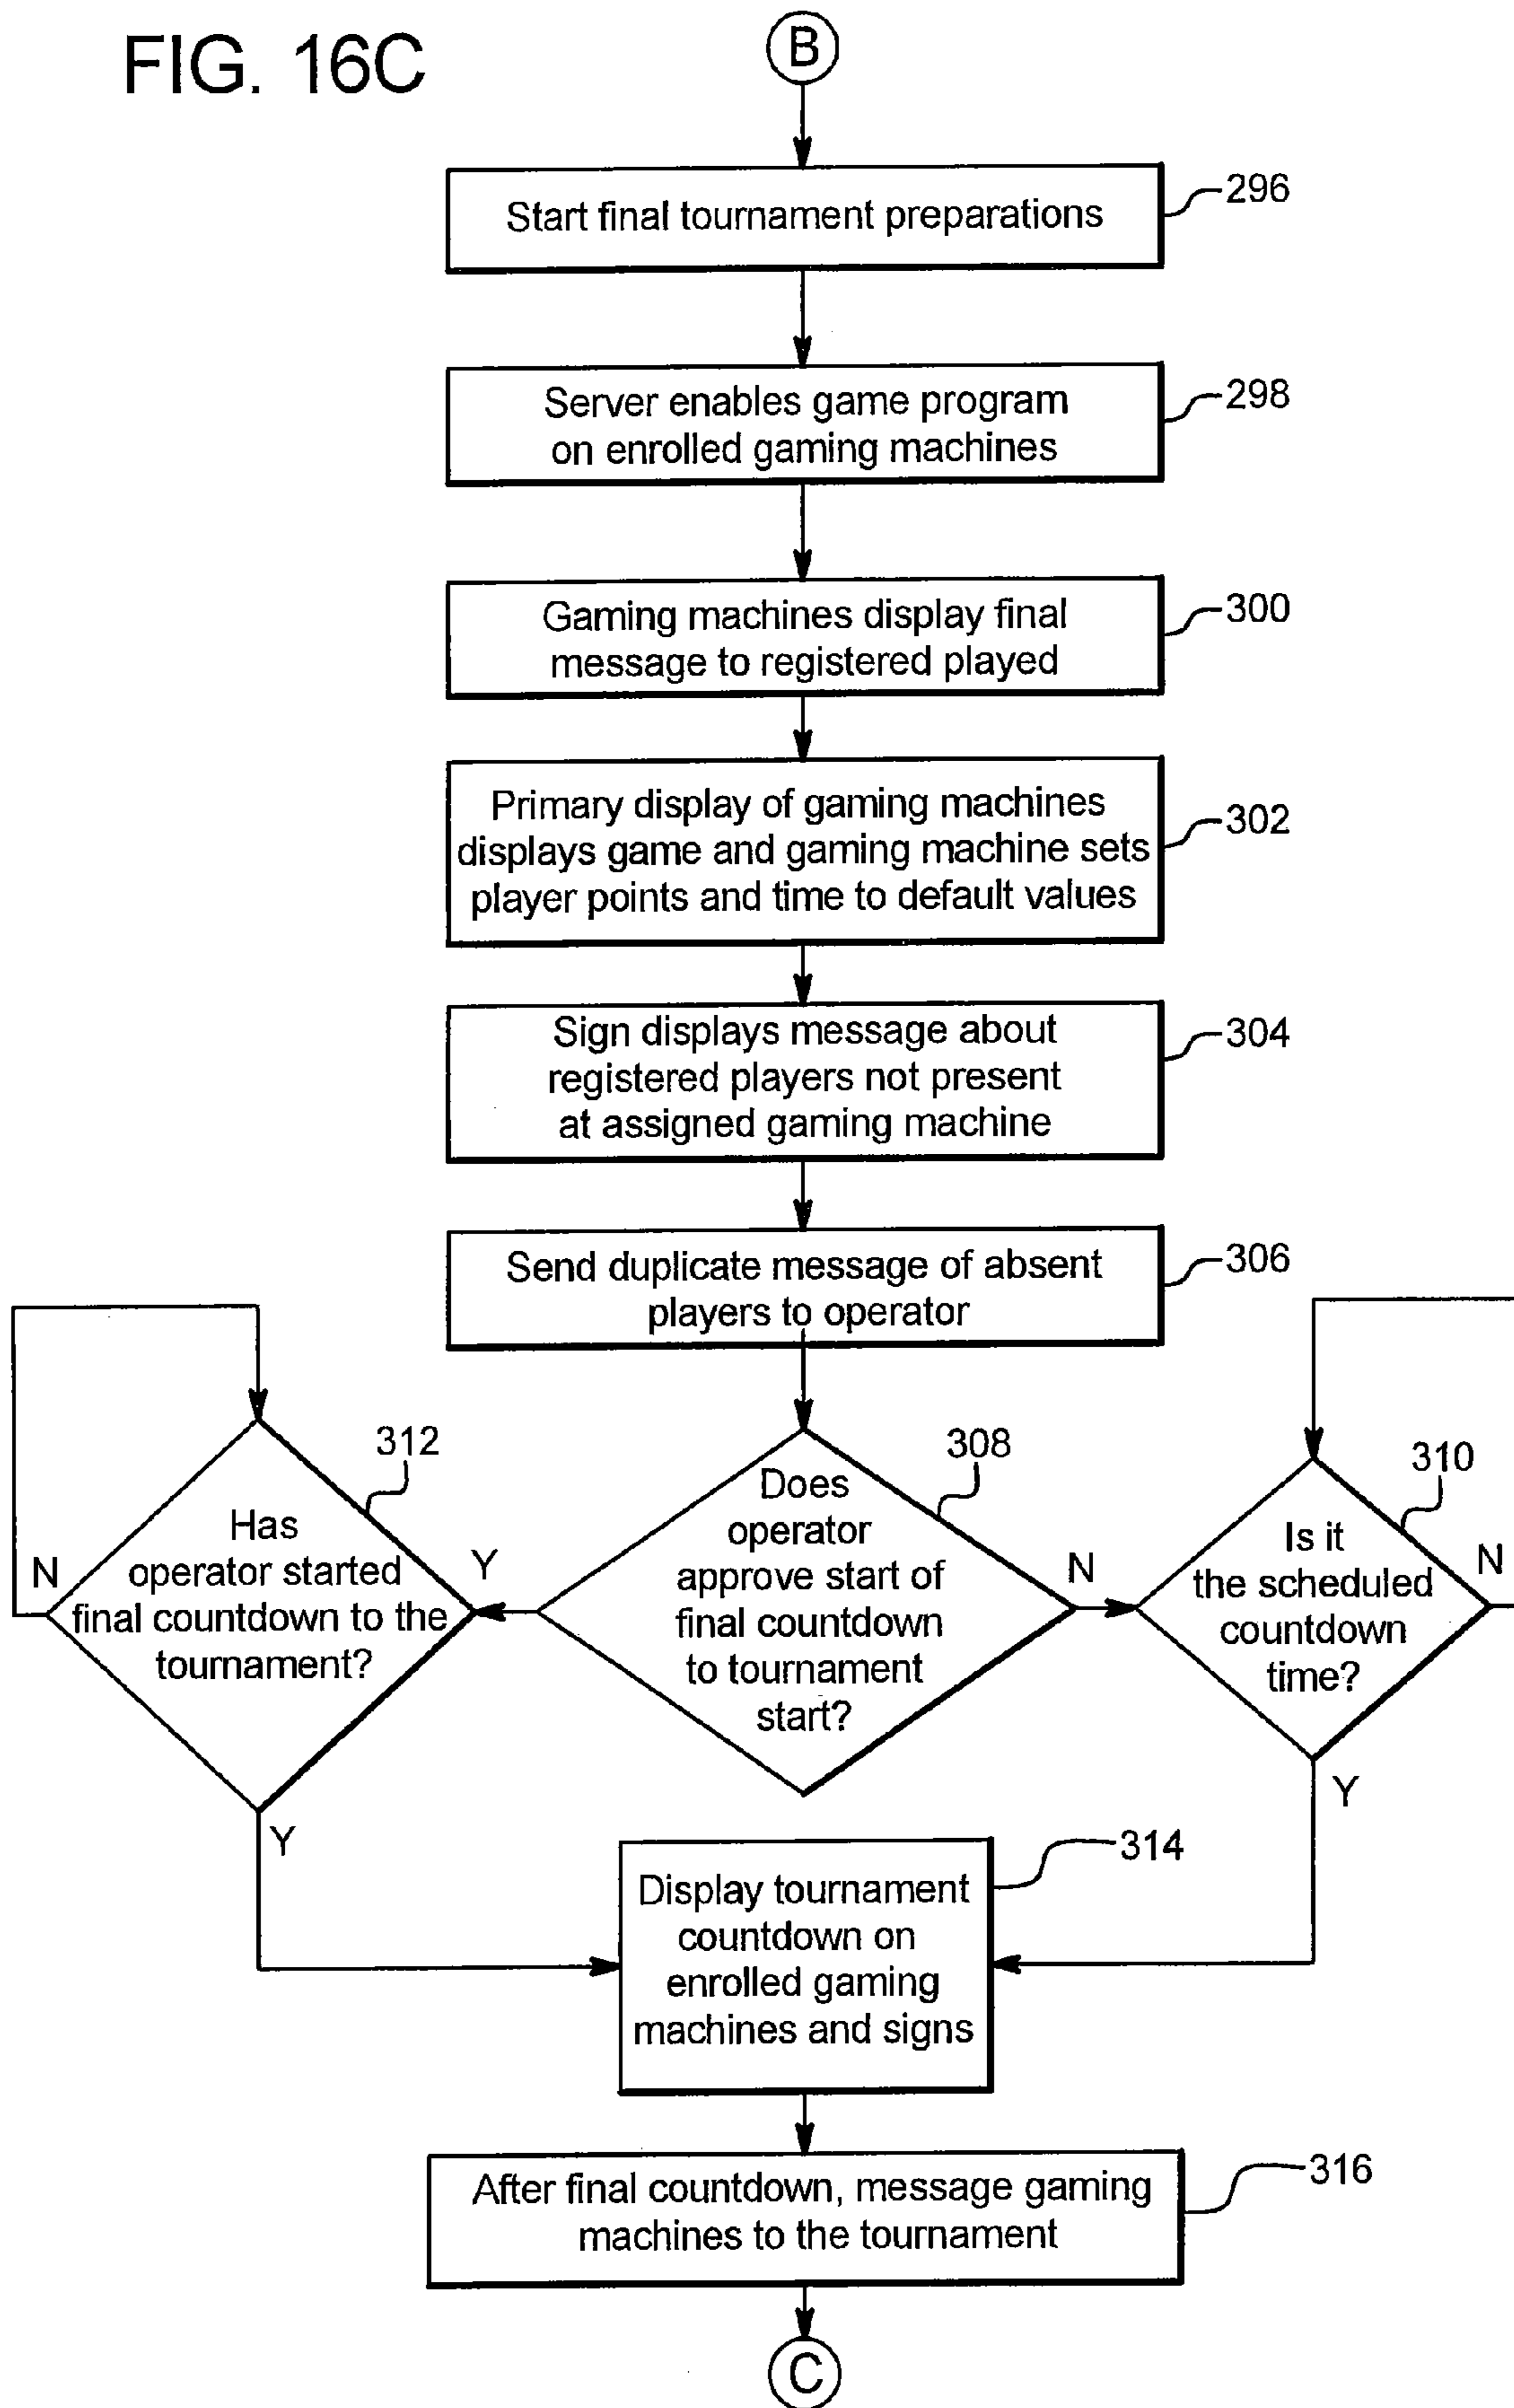 FIG. 16C
B
Start final tournament preparations
296
Server enables game program
on enrolled gaming machines
298
Gaming machines display final
message to registered played
300
Primary display of gaming machines
displays game and gaming machine sets
player points and time to default values
302
Sign displays message about
registered players not present
at assigned gaming machine
304
Send duplicate message of absent
players to operator
306
312
Has
operator started
final countdown to the
tournament?
N
Y
Y
308
Does
operator
approve start of
final countdown
to tournament
start?
N
310
Is it
the scheduled
countdown
time?
N
Y
314
Display tournament
countdown on
enrolled gaming
machines and signs
After final countdown, message gaming
machines to the tournament
316
C